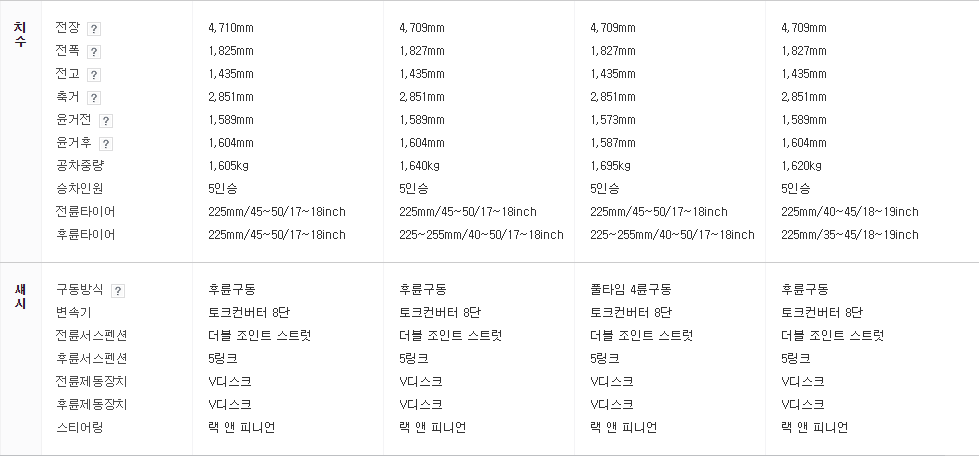 치수
전장 ? 4,710mm 4,709mm 4,709mm 4,709mm
전폭 ? 1,825mm 1,827mm 1,827mm 1,827mm
전고 ? 1,435mm 1,435mm 1,435mm 1,435mm
축거 ? 2,851mm 2,851mm 2,851mm 2,851mm
윤거전 ? 1,589mm 1,589mm 1,573mm 1,589mm
윤거후 ? 1,604mm 1,604mm 1,587mm 1,604mm
공차중량 1,605kg 1,640kg 1,695kg 1,620kg
승차인원 5인승 5인승 5인승 5인승
전륜타이어 225mm/45~50/17~18inch 225mm/45~50/17~18inch 225mm/45~50/17~18inch 225mm/40~45/18~19inch
후륜타이어 225mm/45~50/17~18inch 225~255mm/40~50/17~18inch 225~255mm/40~50/17~18inch 225mm/35~45/18~19inch
섀시
구동방식 ? 후륜구동 후륜구동 풀타임 4륜구동 후륜구동
변속기 토크컨버터 8단 토크컨버터 8단 토크컨버터 8단 토크컨버터 8단
전륜서스펜션 더블 조인트 스트럿 더블 조인트 스트럿 더블 조인트 스트럿 더블 조인트 스트럿
후륜서스펜션 5링크 5링크 5링크 5링크
전륜제동장치 V디스크 V디스크 V디스크 V디스크
후륜제동장치 V디스크 V디스크 V디스크 V디스크
스티어링 랙 앤 피니언 랙 앤 피니언 랙 앤 피니언 랙 앤 피니언